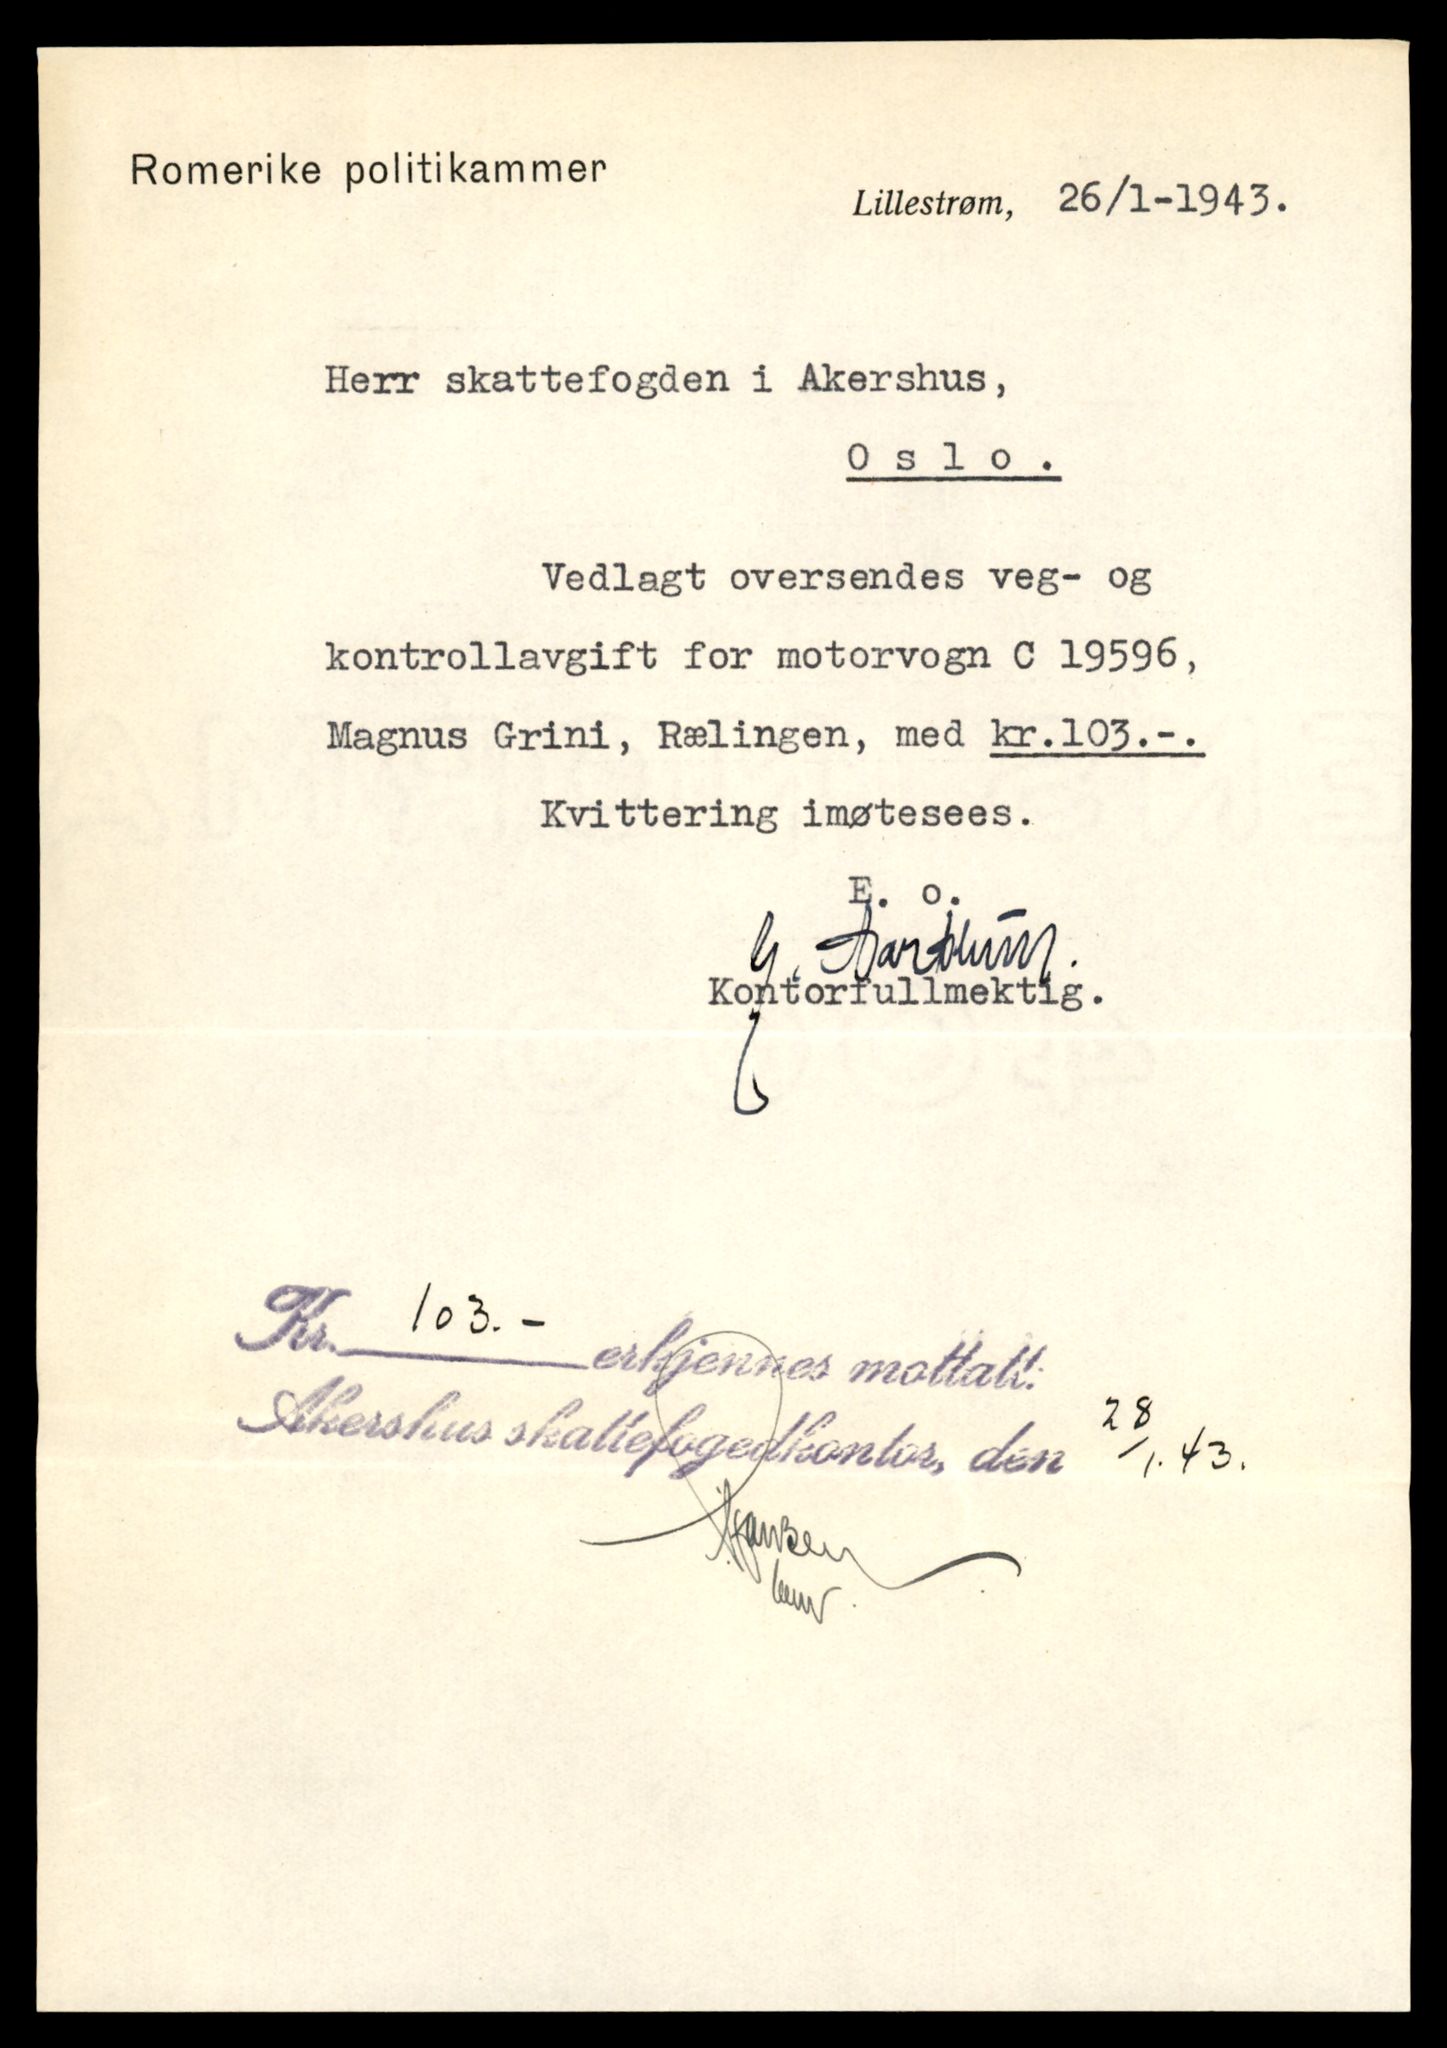 Romerike politikammer
Lillestrøm, 26/1-1943.
Herr skattefogden i Akershus,
Oslo.
Vedlagt oversendes veg- og
kontrollavgift for motorvogn C 19596,
Magnus Grini, Rælingen, med kr.103.-.
Kvittering imøtesees.
E. o.
Kontorfullmektig.
Kr. 103.- erkjennes mottatt.
Akershus skattefogedkontor, den 28/1.43.